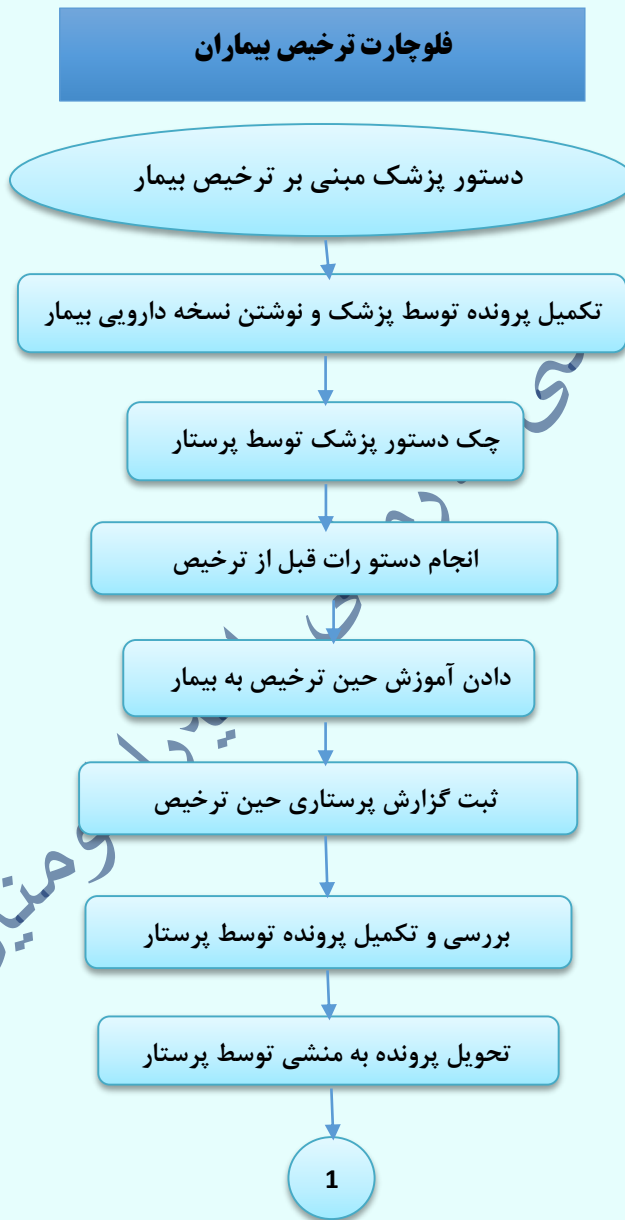 فلوچارت ترخیص بیماران
دستور پزشک مبنی بر ترخیص بیمار
تکمیل پرونده توسط پزشک و نوشتن نسخه دارویی بیمار
چک دستور پزشک توسط پرستار
انجام دستو رات قبل از ترخیص
دادن آموزش حین ترخیص به بیمار
ثبت گزارش پرستاری حین ترخیص
بررسی و تکمیل پرونده توسط پرستار
تحویل پرونده به منشی توسط پرستار
1